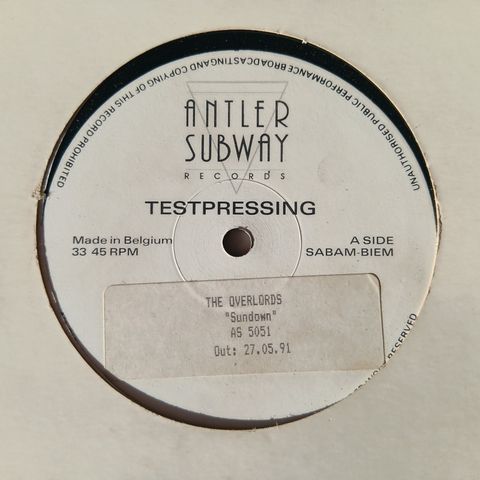 UNAUTHORISED PUBLIC PERFORMANCE BROADCASTING AND COPYING OF THIS RECORD PROHIBITED
ANTLER
SUBWAY
RECORDS
TESTPRESSING
Made in Belgium
33 45 RPM
A SIDE
SABAM-BIEM
THE OVERLORDS
"Sundown"
AS 5051
Out: 27.05.91
RESERVED